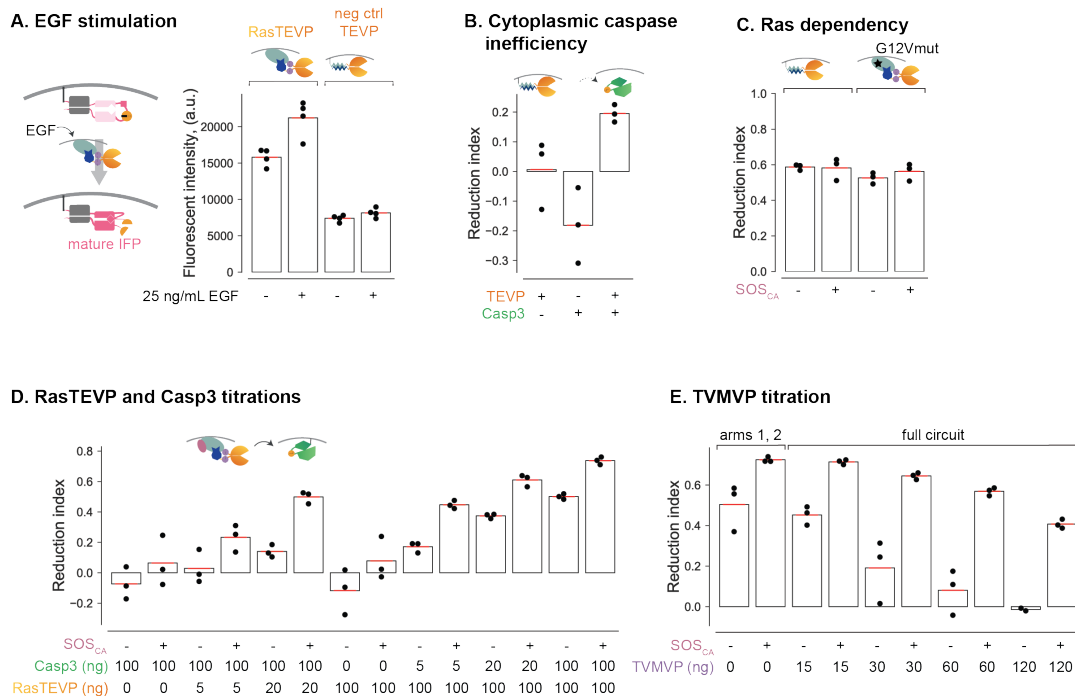 A. EGF stimulation
RasTEVP
neg ctrl
TEVP
EGF
mature IFP
Fluorescent intensity, (a.u.)
20000
15000
10000
5000
0
25 ng/mL EGF - + - +
B. Cytoplasmic caspase
inefficiency
Reduction index
0.2
0.1
0.0
−0.1
−0.2
−0.3
TEVP + - +
Casp3 - + +
C. Ras dependency
G12Vmut
Reduction index
1.0
0.8
0.6
0.4
0.2
0.0
SOSCA - + - +
D. RasTEVP and Casp3 titrations
Reduction index
0.8
0.6
0.4
0.2
0.0
−0.2
SOSCA - + - + - + - + - + - + - +
Casp3 (ng) 100 100 100 100 100 100 0 0 5 5 20 20 100 100
RasTEVP (ng) 0 0 5 5 20 20 100 100 100 100 100 100 100 100
E. TVMVP titration
arms 1, 2
full circuit
Reduction index
0.6
0.4
0.2
0.0
SOSCA - + - + - + - + - +
TVMVP (ng) 0 0 15 15 30 30 60 60 120 120